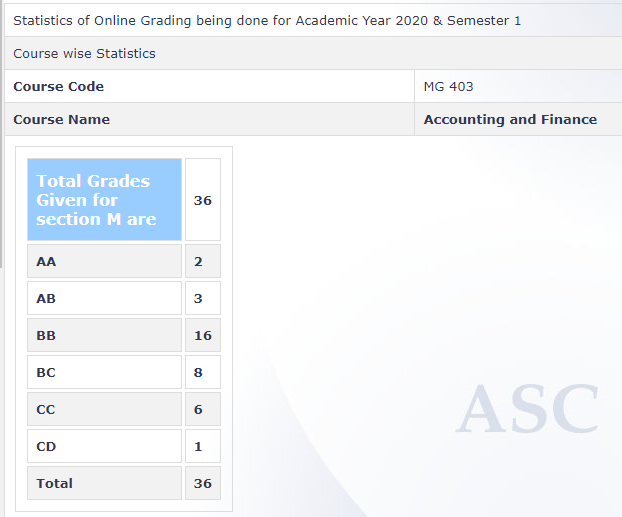 Statistics of Online Grading being done for Academic Year 2020 & Semester 1
Course wise Statistics
Course Code MG 403
Course Name Accounting and Finance
Total Grades
Given for
section M are 36
AA 2
AB 3
BB 16
BC 8
CC 6
CD 1
Total 36
ASC